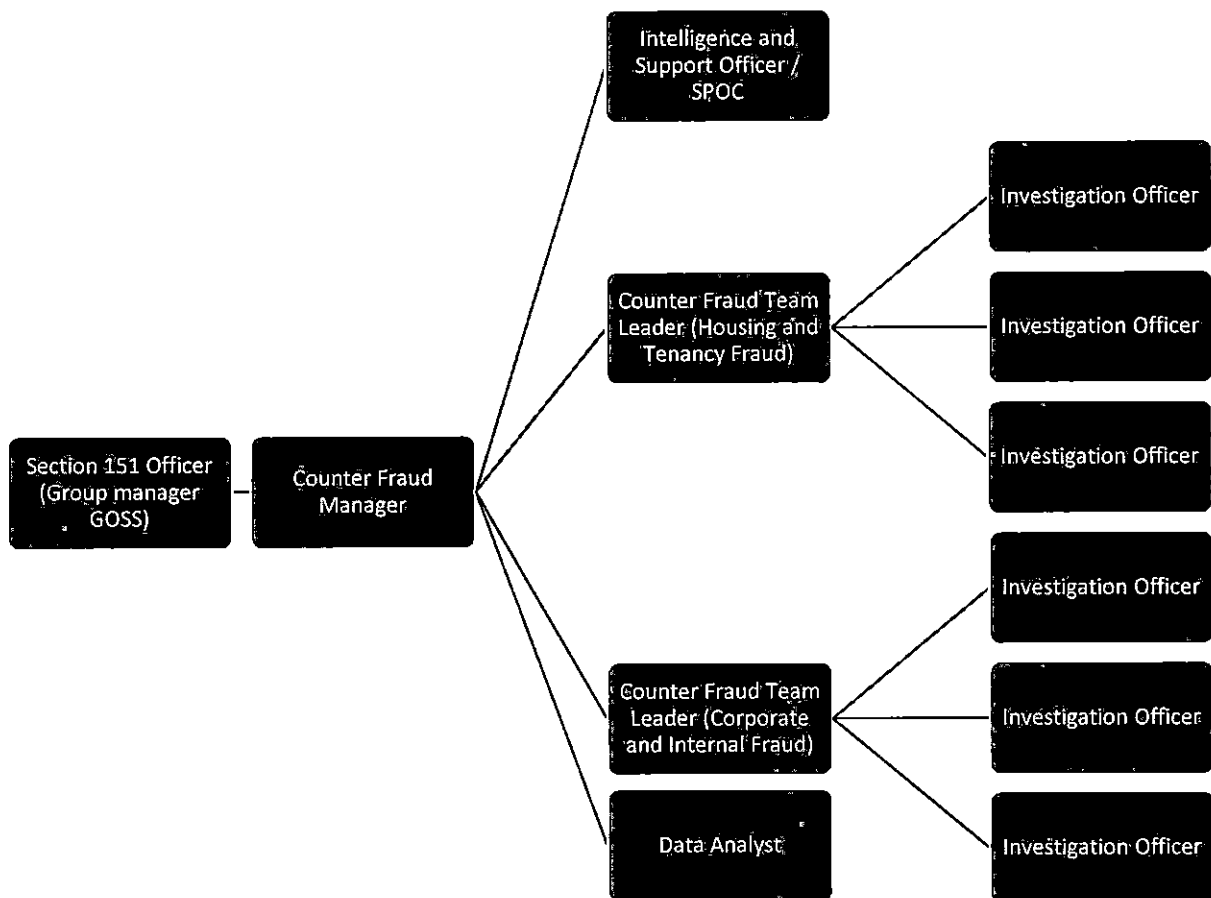 Intelligence and
Support Officer /
SPOC
Investigation Officer
Counter Fraud Team
Leader (Housing and
Tenancy Fraud)
Investigation Officer
Investigation Officer
Section 151 Officer
(Group manager
GOSS)
Counter Fraud
Manager
Investigation Officer
Counter Fraud Team
Leader (Corporate
and Internal Fraud)
Investigation Officer
Data Analyst
Investigation Officer